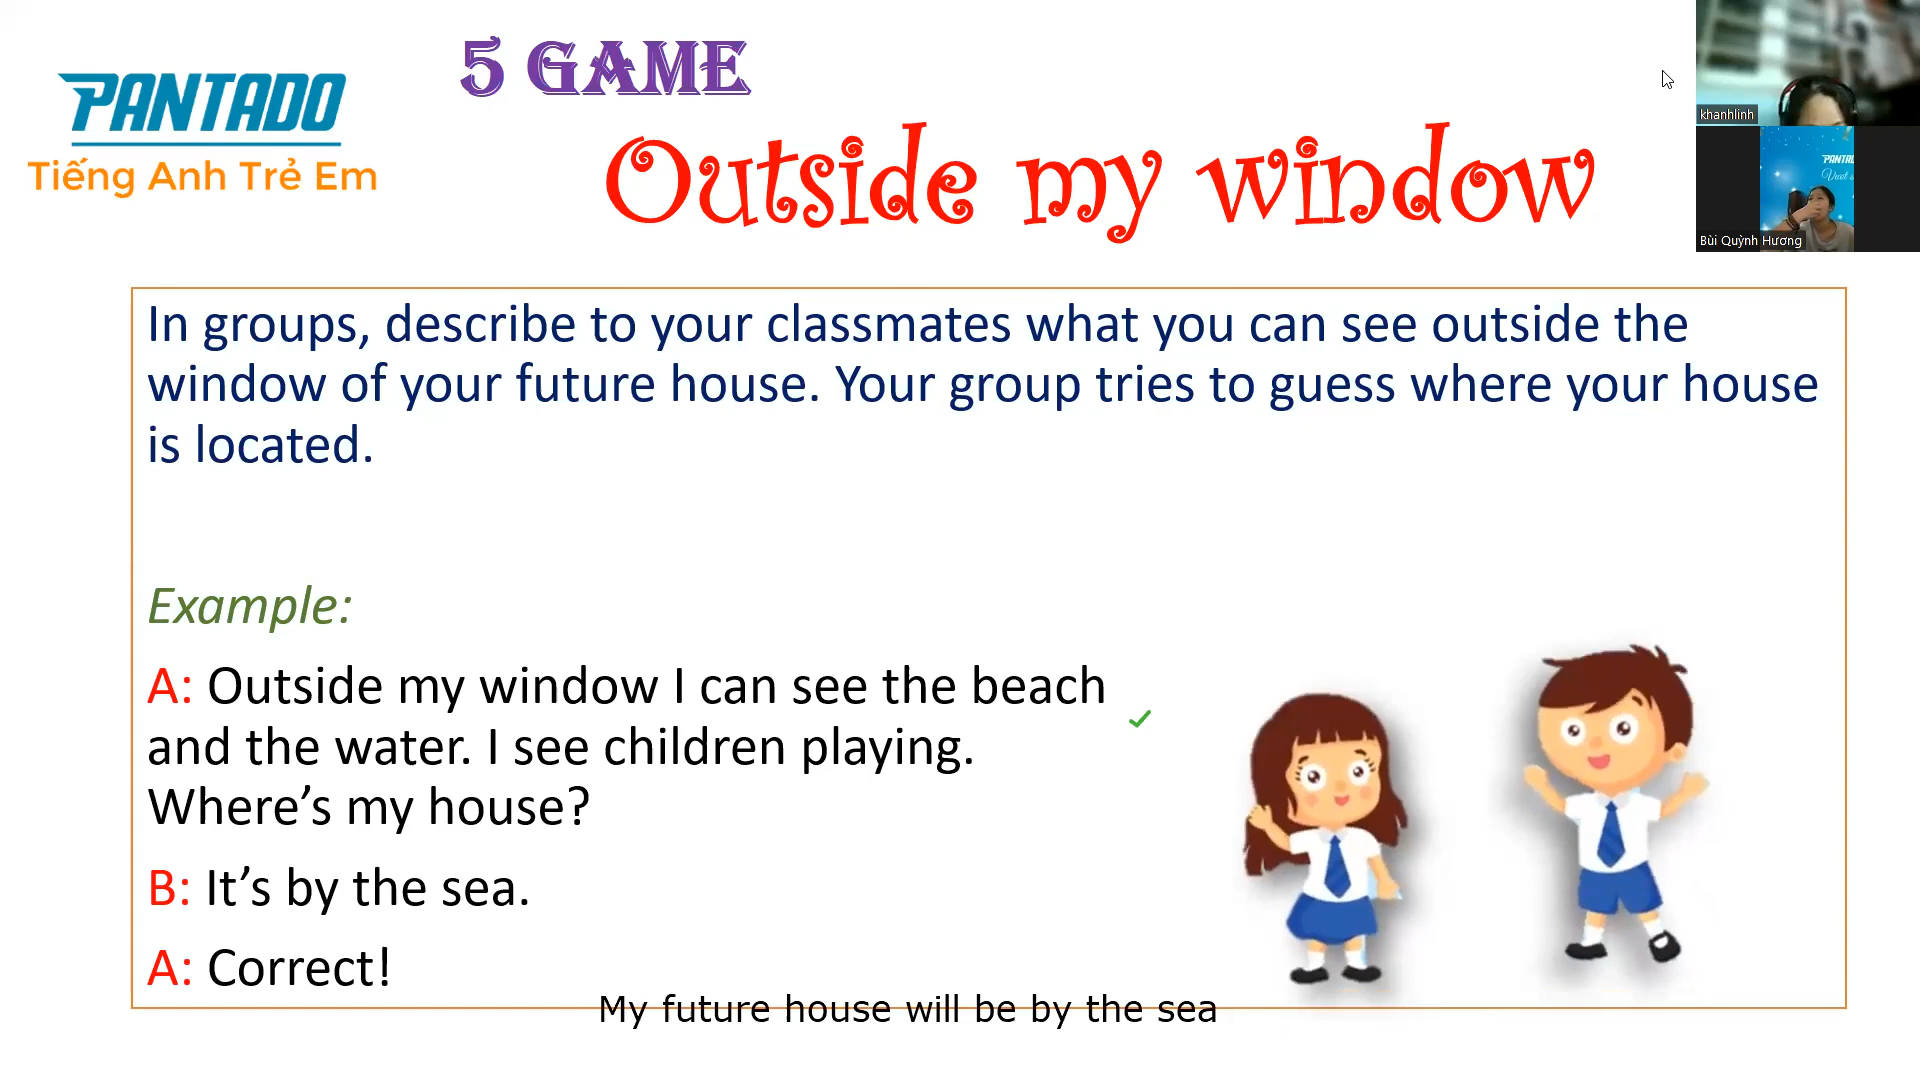 5 GAME
PANTADO
Tiếng Anh Trẻ Em
Outside my window
khanhlinh
PANTAD
Bùi Quỳnh Hương
In groups, describe to your classmates what you can see outside the
window of your future house. Your group tries to guess where your house
is located.
Example:
A: Outside my window I can see the beach
and the water. I see children playing.
Where’s my house?
B: It’s by the sea.
A: Correct!
My future house will be by the sea